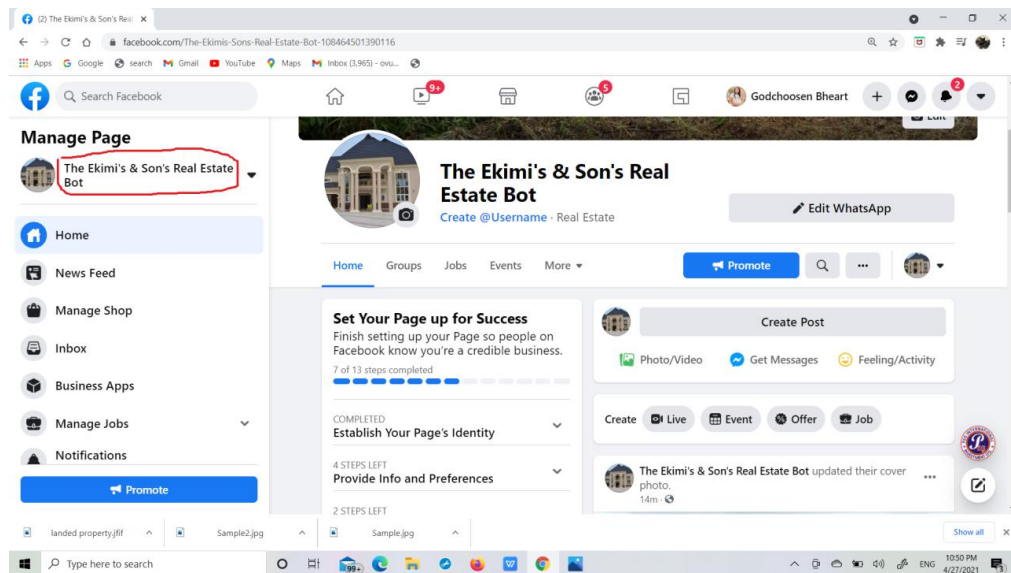 (2) The Ekimi's & Son's Real
facebook.com/The-Ekimis-Sons-Real-Estate-Bot-108464501390116
Apps Google search Gmail YouTube Maps Inbox (3,965) - ovu...
Search Facebook
9+
5
Godchoosen Bheart
2
Manage Page
The Ekimi's & Son's Real Estate
Bot
Home
News Feed
Manage Shop
Inbox
Business Apps
Manage Jobs
Notifications
Promote
Edit
The Ekimi's & Son's Real
Estate Bot
Create @Username · Real Estate
Edit WhatsApp
Home Groups Jobs Events More
Promote
Set Your Page up for Success
Finish setting up your Page so people on
Facebook know you're a credible business.
7 of 13 steps completed
COMPLETED
Establish Your Page's Identity
4 STEPS LEFT
Provide Info and Preferences
2 STEPS LEFT
Create Post
Photo/Video Get Messages Feeling/Activity
Create Live Event Offer Job
The Ekimi's & Son's Real Estate Bot updated their cover
photo.
14m ·
landed property.jfif Sample2.jpg Sample.jpg Show all
Type here to search
99+
ENG
10:50 PM
4/27/2021
3